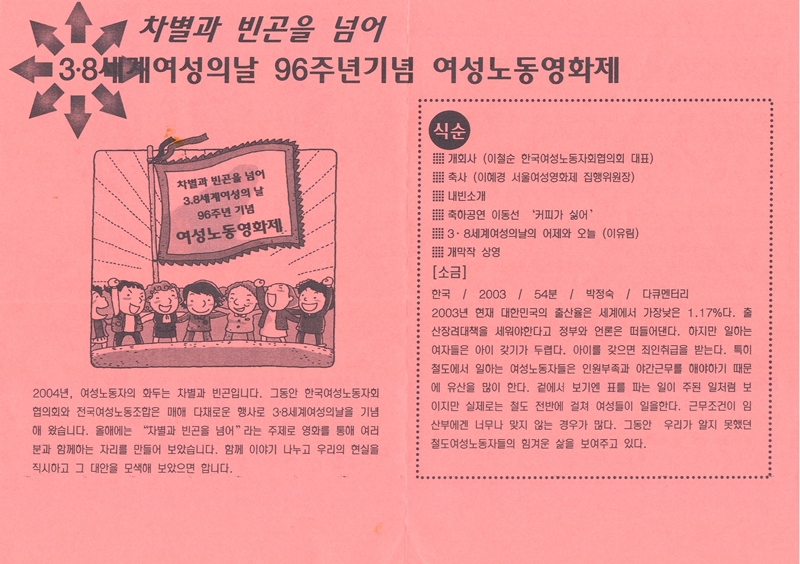 차별과 빈곤을 넘어
3·8세계여성의날 96주년기념 여성노동영화제
차별과 빈곤을 넘어
3.8세계여성의 날
96주년 기념
여성노동영화제
2004년, 여성노동자의 화두는 차별과 빈곤입니다. 그동안 한국여성노동자회
협의회와 전국여성노동조합은 매해 다채로운 행사로 3·8세계여성의날을 기념
해 왔습니다. 올해에는 “차별과 빈곤을 넘어”라는 주제로 영화를 통해 여러
분과 함께하는 자리를 만들어 보았습니다. 함께 이야기 나누고 우리의 현실을
직시하고 그 대안을 모색해 보았으면 합니다.
식순
개회사 (이철순 한국여성노동자회협의회 대표)
축사 (이혜경 서울여성영화제 집행위원장)
내빈소개
축하공연 이동선 ‘커피가 싫어’
3·8세계여성의날의 어제와 오늘 (이유림)
개막작 상영
[소금]
한국 / 2003 / 54분 / 박정숙 / 다큐멘터리
2003년 현재 대한민국의 출산율은 세계에서 가장낮은 1.17%다. 출
산장려대책을 세워야한다고 정부와 언론은 떠들어댄다. 하지만 일하는
여자들은 아이 갖기가 두렵다. 아이를 갖으면 죄인취급을 받는다. 특히
철도에서 일하는 여성노동자들은 인원부족과 야간근무를 해야하기 때문
에 유산을 많이 한다. 겉에서 보기엔 표를 파는 일이 주된 일처럼 보
이지만 실제로는 철도 전반에 걸쳐 여성들이 일을한다. 근무조건이 임
산부에겐 너무나 맞지 않는 경우가 많다. 그동안 우리가 알지 못했던
철도여성노동자들의 힘겨운 삶을 보여주고 있다.